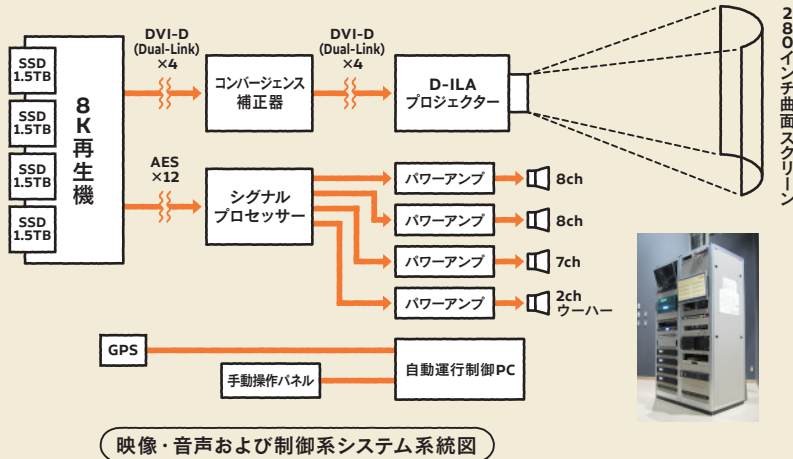 DVI-D
(Dual-Link)
×4
DVI-D
(Dual-Link)
×4
SSD
1.5TB
SSD
1.5TB
SSD
1.5TB
SSD
1.5TB
8K再生機
コンバージェンス
補正器
D-ILA
プロジェクター
280インチ曲面スクリーン
AES
×12
シグナル
プロセッサー
パワーアンプ
8ch
パワーアンプ
8ch
パワーアンプ
7ch
パワーアンプ
2ch
ウーハー
GPS
手動操作パネル
自動運行制御PC
映像・音声および制御系システム系統図